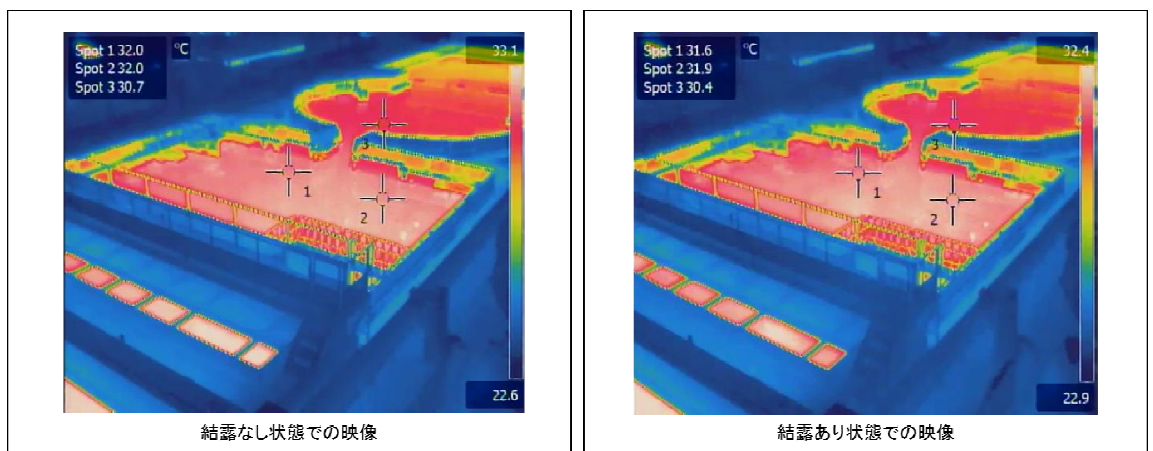 Spot 1 32.0 °C
Spot 2 32.0
Spot 3 30.7
33.1
3
1
2
22.6
結露なし状態での映像
Spot 1 31.6 °C
Spot 2 31.9
Spot 3 30.4
32.4
3
1
2
22.9
結露あり状態での映像